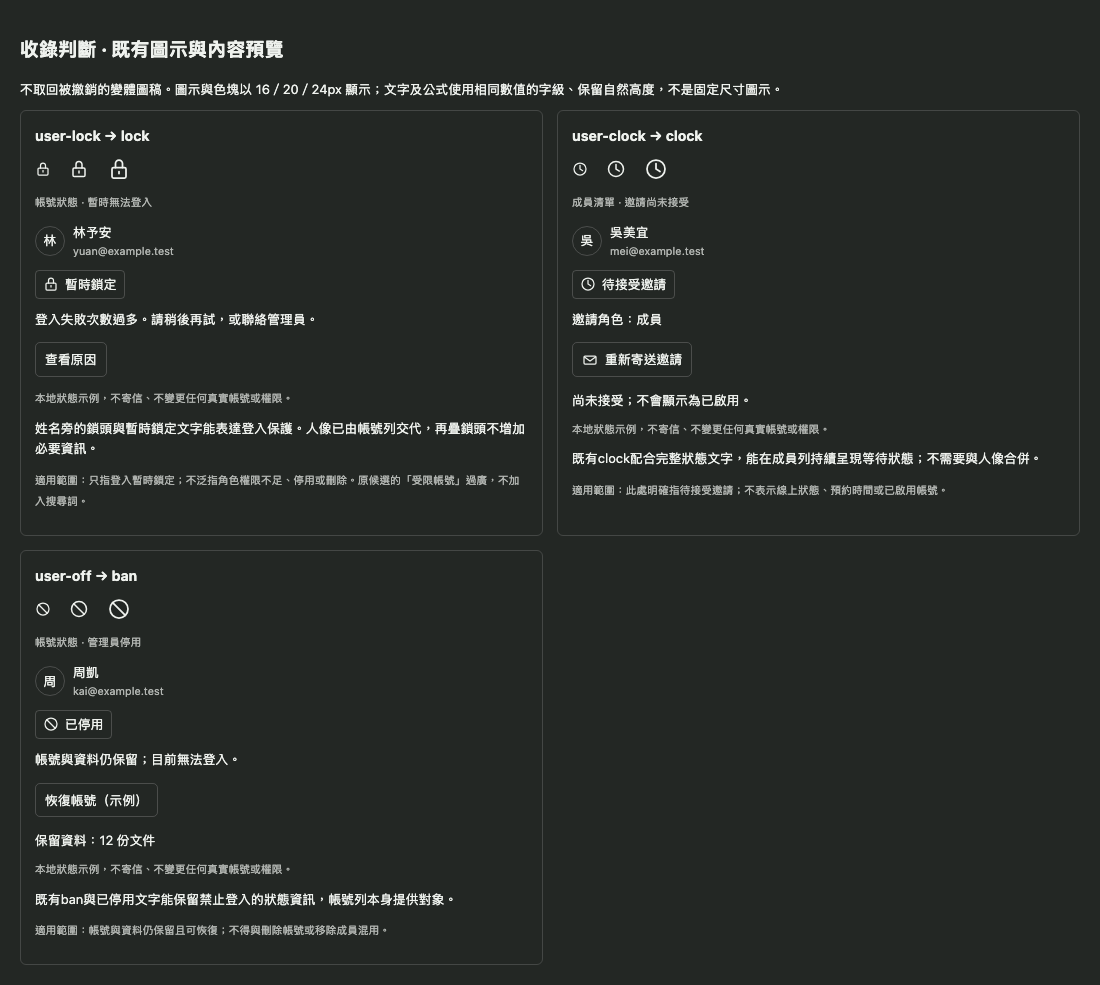 收錄判斷 · 既有圖示與內容預覽
不取回被撤銷的變體圖稿。圖示與色塊以 16 / 20 / 24px 顯示；文字及公式使用相同數值的字級、保留自然高度，不是固定尺寸圖示。
user-lock → lock
帳號狀態 · 暫時無法登入
林
林予安
yuan@example.test
暫時鎖定
登入失敗次數過多。請稍後再試，或聯絡管理員。
查看原因
本地狀態示例，不寄信、不變更任何真實帳號或權限。
姓名旁的鎖頭與暫時鎖定文字能表達登入保護。人像已由帳號列交代，再疊鎖頭不增加
必要資訊。
適用範圍：只指登入暫時鎖定；不泛指角色權限不足、停用或刪除。原候選的「受限帳號」過廣，不加
入搜尋詞。
user-clock → clock
成員清單 · 邀請尚未接受
吳
吳美宜
mei@example.test
待接受邀請
邀請角色：成員
重新寄送邀請
尚未接受；不會顯示為已啟用。
本地狀態示例，不寄信、不變更任何真實帳號或權限。
既有clock配合完整狀態文字，能在成員列持續呈現等待狀態；不需要與人像合併。
適用範圍：此處明確指待接受邀請；不表示線上狀態、預約時間或已啟用帳號。
user-off → ban
帳號狀態 · 管理員停用
周
周凱
kai@example.test
已停用
帳號與資料仍保留；目前無法登入。
恢復帳號（示例）
保留資料：12 份文件
本地狀態示例，不寄信、不變更任何真實帳號或權限。
既有ban與已停用文字能保留禁止登入的狀態資訊，帳號列本身提供對象。
適用範圍：帳號與資料仍保留且可恢復；不得與刪除帳號或移除成員混用。